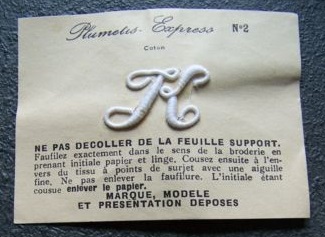 Plumetis-Express Nº2
Coton
K
NE PAS DECOLLER DE LA FEUILLE SUPPORT.
Faufilez exactement dans le sens de la broderie en
prenant initiale papier et linge. Cousez ensuite à l'en-
vers du tissu à points de surjet avec une aiguille
fine. Ne pas enlever la faufilure. L'initiale étant
cousue enlever le papier.
MARQUE, MODELE
ET PRESENTATION DEPOSES